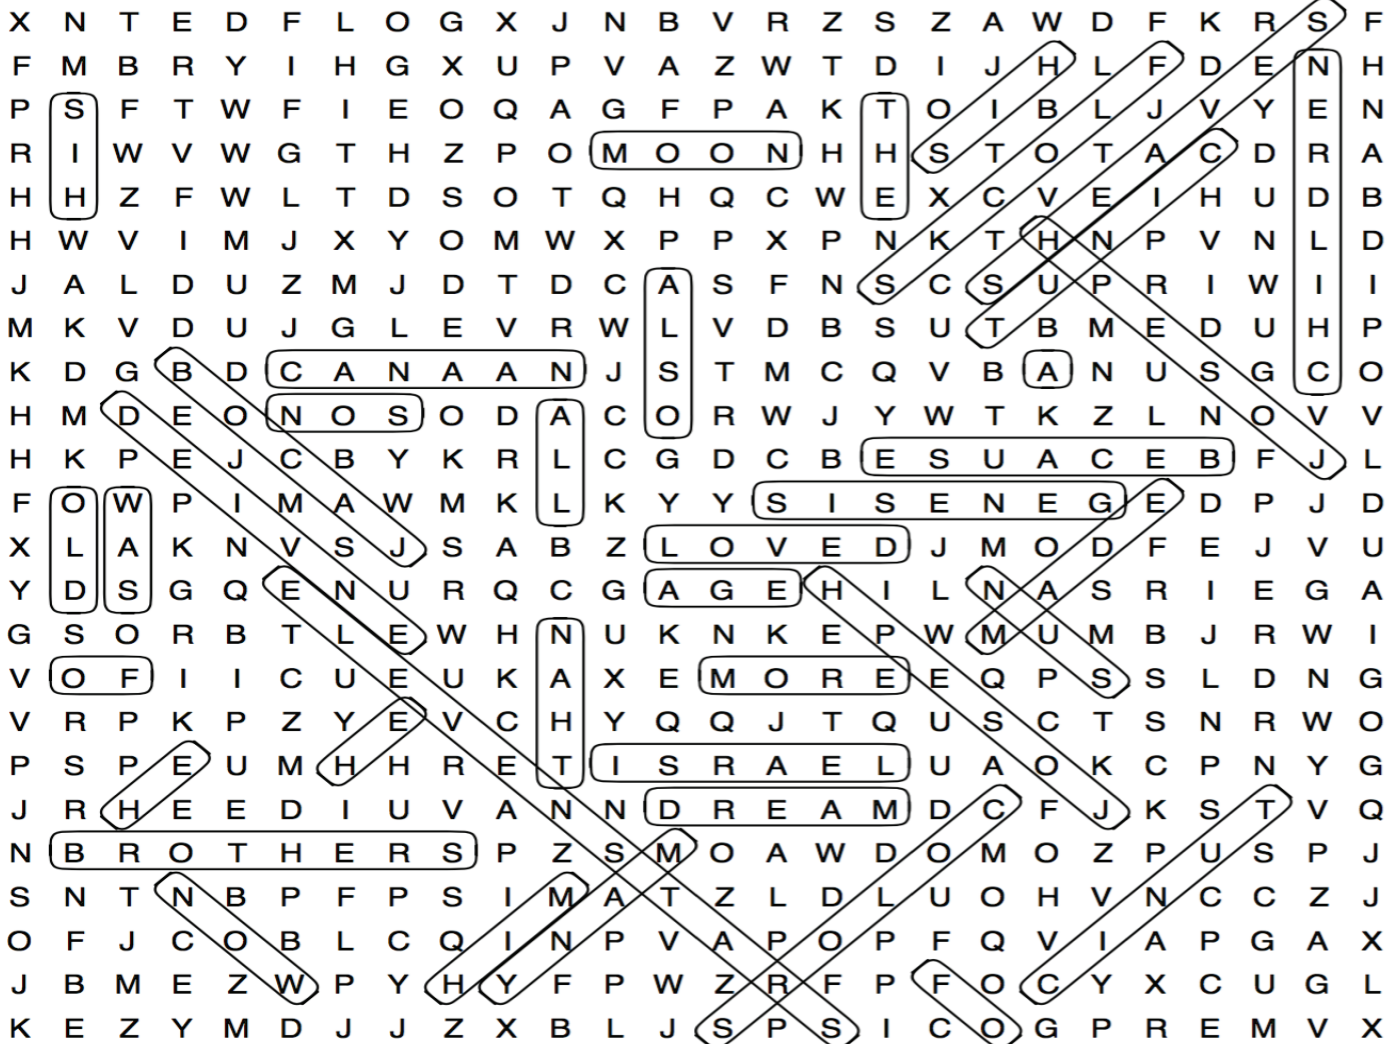 X N T E D F L O G X J N B V R Z S Z A W D F K R S F
F M B R Y I H G X U P V A Z W T D I J H L F D E N H
P S F T W F I E O Q A G F P A K T O I B L J V Y E N
R I W V W G T H Z P O M O O N H H S T O T A C D R A
H H Z F W L T D S O T Q H Q C W E X C V E I H U D B
H W V I M J X Y O M W X P P X P N K T H N P V N L D
J A L D U Z M J D T D C A S F N S C S U P R I W I I
M K V D U J G L E V R W L V D B S U T B M E D U H P
K D G B D C A N A A N J S T M C Q V B A N U S G C O
H M D E O N O S O D A C O R W J Y W T K Z L N O V V
H K P E J C B Y K R L C G D C B E S U A C E B F J L
F O W P I M A W M K L K Y Y S I S E N E G E D P J D
X L A K N V S J S A B Z L O V E D J M O D F E J V U
Y D S G Q E N U R Q C G A G E H I L N A S R I E G A
G S O R B T L E W H N U K N K E P W M U M B J R W I
V O F I I C U E U K A X E M O R E E Q P S S L D N G
V R P K P Z Y E V C H Y Q Q J T Q U S C T S N R W O
P S P E U M H H R E T I S R A E L U A O K C P N Y G
J R H E E D I U V A N N D R E A M D C F J K S T V Q
N B R O T H E R S P Z S M O A W D O M O Z P U S P J
S N T N B P F P S I M A T Z L D L U O H V N C C Z J
O F J C O B L C Q I N P V A P O P F Q V I A P G A X
J B M E Z W P Y H Y F P W Z R F P F O C Y X C U G L
K E Z Y M D J J Z X B L J S P S I C O G P R E M V X